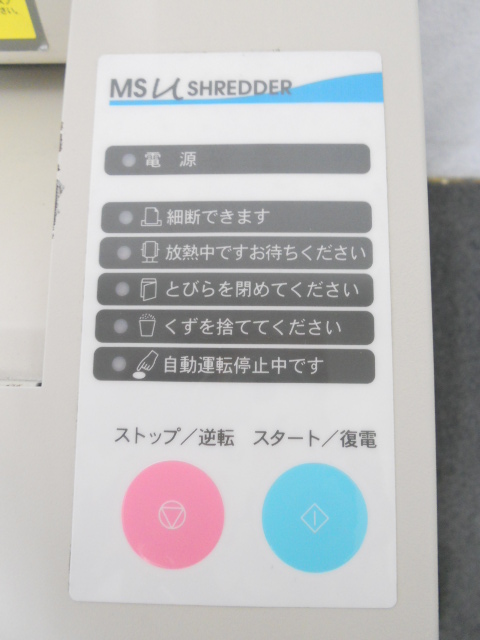 MSμ SHREDDER
電源
細断できます
放熱中ですお待ちください
とびらを閉めてください
くずを捨ててください
自動運転停止中です
ストップ／逆転 スタート／復電